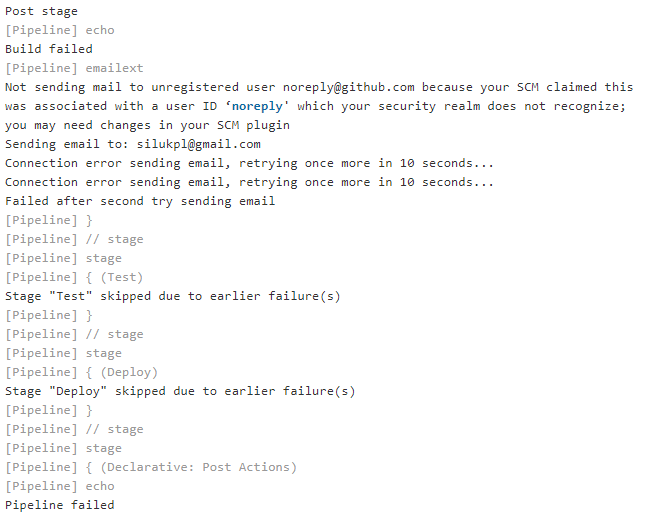 Post stage
[Pipeline] echo
Build failed
[Pipeline] emailext
Not sending mail to unregistered user noreply@github.com because your SCM claimed this
was associated with a user ID ‘noreply' which your security realm does not recognize;
you may need changes in your SCM plugin
Sending email to: silukpl@gmail.com
Connection error sending email, retrying once more in 10 seconds...
Connection error sending email, retrying once more in 10 seconds...
Failed after second try sending email
[Pipeline] }
[Pipeline] // stage
[Pipeline] stage
[Pipeline] { (Test)
Stage "Test" skipped due to earlier failure(s)
[Pipeline] }
[Pipeline] // stage
[Pipeline] stage
[Pipeline] { (Deploy)
Stage "Deploy" skipped due to earlier failure(s)
[Pipeline] }
[Pipeline] // stage
[Pipeline] stage
[Pipeline] { (Declarative: Post Actions)
[Pipeline] echo
Pipeline failed